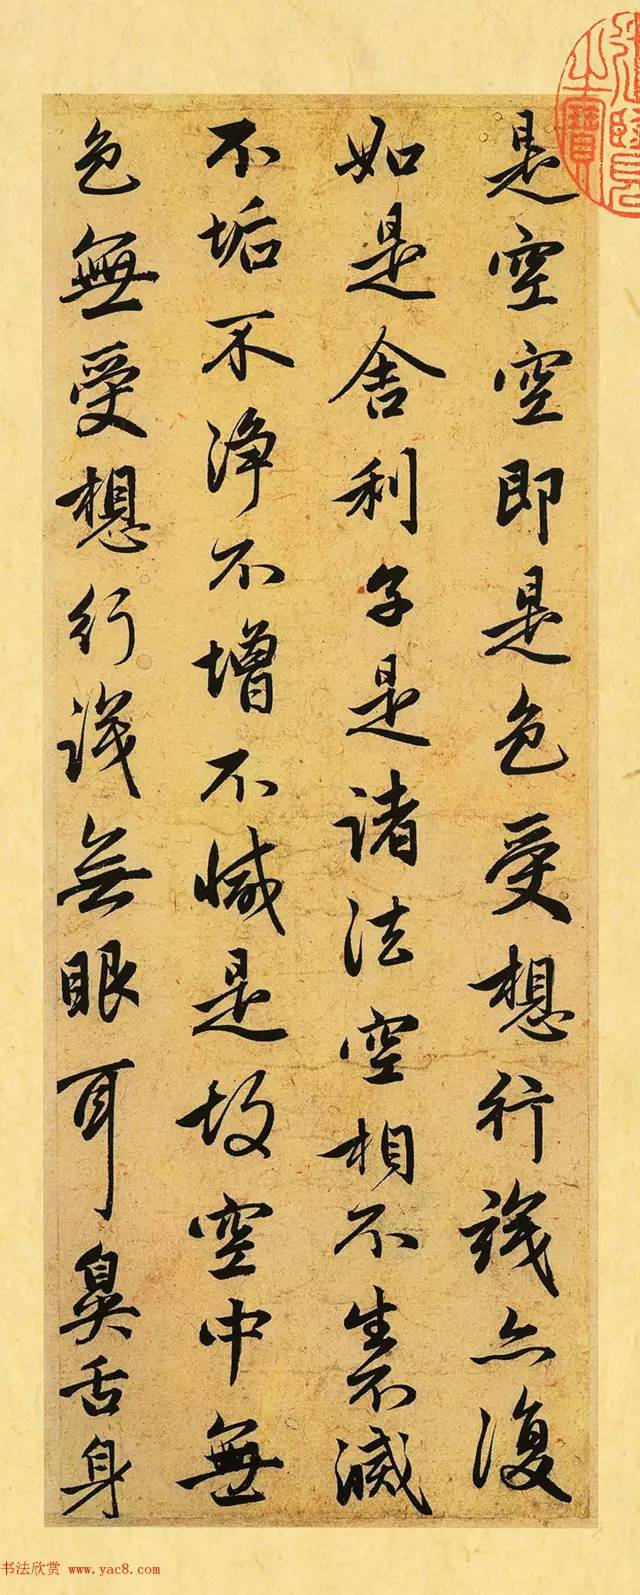 是空空即是色受想行識亦復
如是舍利子是諸法空相不生不滅
不垢不淨不增不減是故空中無
色無受想行識無眼耳鼻舌身
之寶
书法欣赏 www.yac8.com